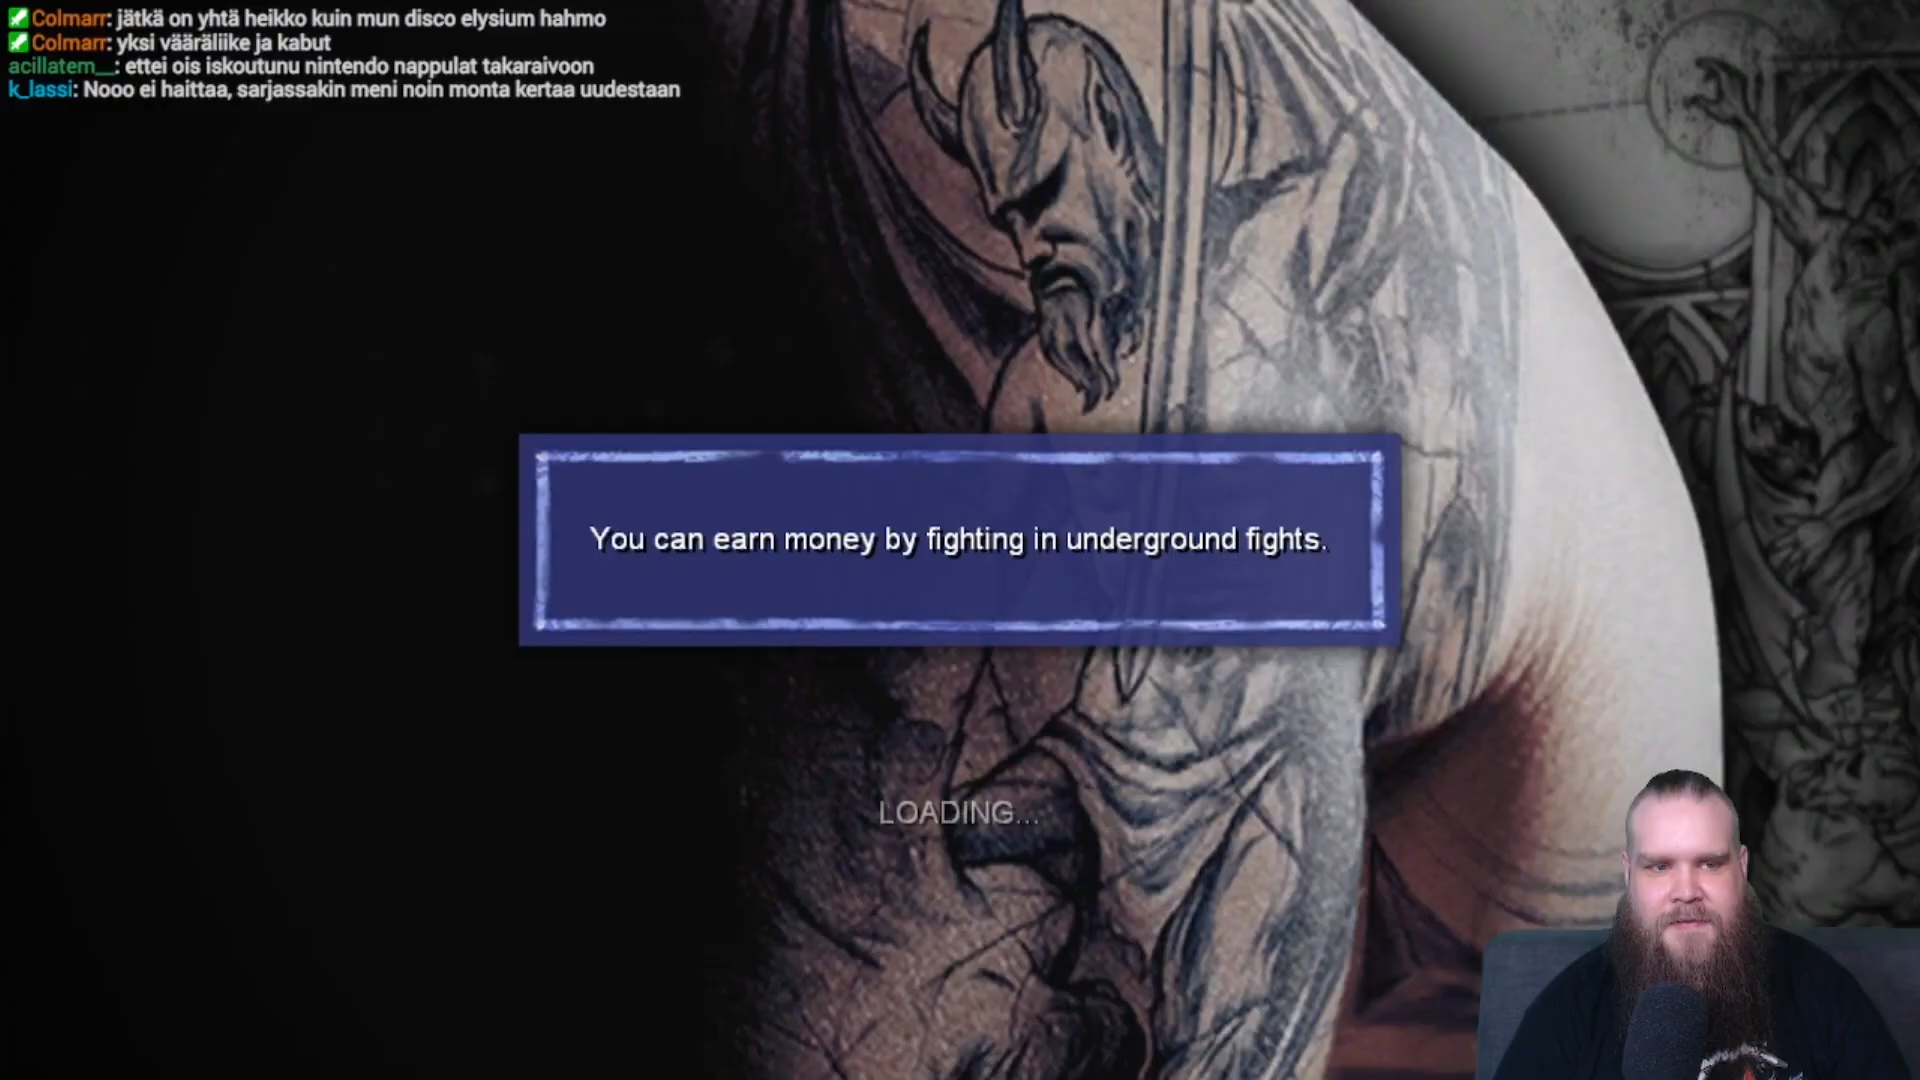 Colmarr: jätkä on yhtä heikko kuin mun disco elysium hahmo
Colmarr: yksi vääräliike ja kabut
acillatem__: ettei ois iskoutunu nintendo nappulat takaraivoon
k_lassi: Nooo ei haittaa, sarjassakin meni noin monta kertaa uudestaan
You can earn money by fighting in underground fights.
LOADING...